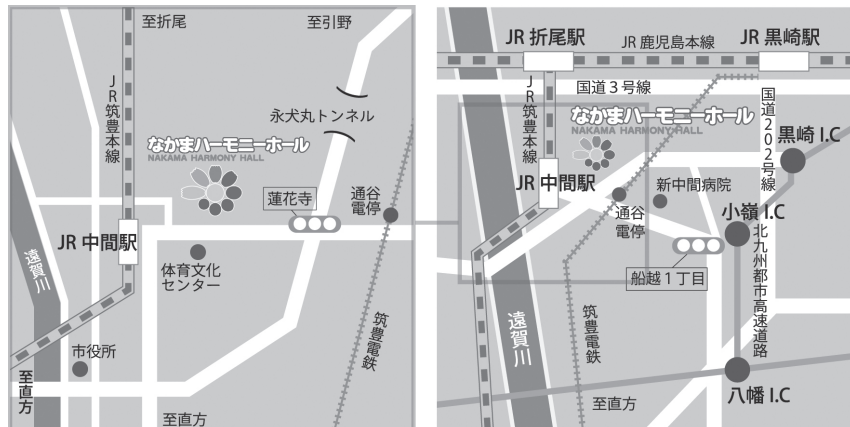 至折尾
至引野
JR筑豊本線
永犬丸トンネル
なかまハーモニーホール
NAKAMA HARMONY HALL
蓮花寺
通谷
電停
JR 中間駅
体育文化
センター
遠賀川
筑豊電鉄
市役所
至直方
至直方
JR 折尾駅
JR 鹿児島本線
JR 黒崎駅
国道3号線
JR筑豊本線
なかまハーモニーホール
NAKAMA HARMONY HALL
国道202号線
黒崎 I.C
JR 中間駅
新中間病院
通谷
電停
小嶺 I.C
船越1丁目
北九州都市高速道路
遠賀川
筑豊電鉄
至直方
八幡 I.C